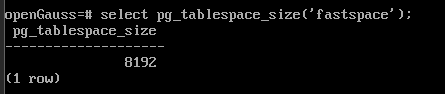 openGauss=# select pg_tablespace_size('fastspace');
 pg_tablespace_size
--------------------
               8192
(1 row)